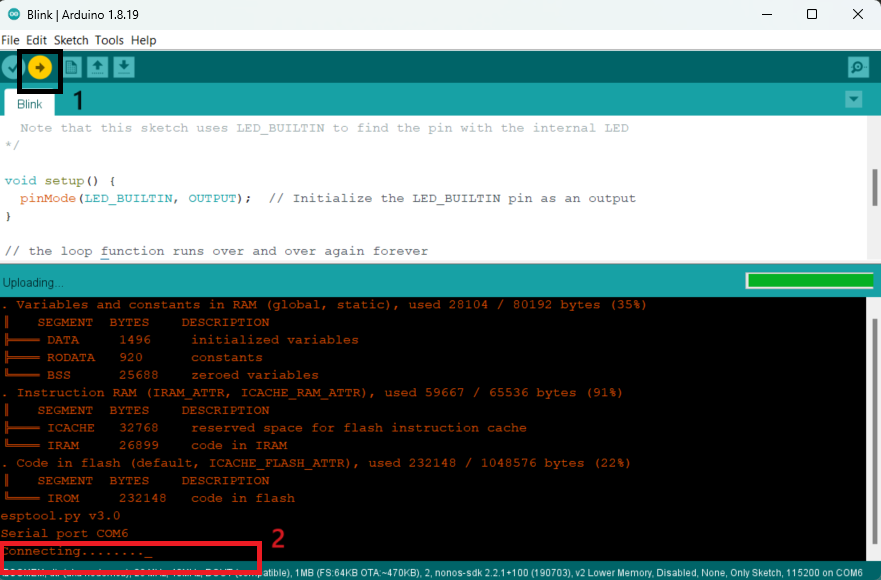 Blink | Arduino 1.8.19
File Edit Sketch Tools Help
1
Blink
Note that this sketch uses LED_BUILTIN to find the pin with the internal LED
*/
void setup() {
pinMode(LED_BUILTIN, OUTPUT);  // Initialize the LED_BUILTIN pin as an output
}
// the loop function runs over and over again forever
Uploading...
. Variables and constants in RAM (global, static), used 28104 / 80192 bytes (35%)
║   SEGMENT  BYTES    DESCRIPTION
╠════ DATA     1496     initialized variables
╠════ RODATA   920      constants
╚════ BSS      25688    zeroed variables
. Instruction RAM (IRAM_ATTR, ICACHE_RAM_ATTR), used 59667 / 65536 bytes (91%)
║   SEGMENT  BYTES    DESCRIPTION
╠════ ICACHE   32768    reserved space for flash instruction cache
╚════ IRAM     26899    code in IRAM
. Code in flash (default, ICACHE_FLASH_ATTR), used 232148 / 1048576 bytes (22%)
║   SEGMENT  BYTES    DESCRIPTION
╚════ IROM     232148   code in flash
esptool.py v3.0
Serial port COM6
Connecting........_
2
1MB (FS:64KB OTA:~470KB), 2, nonos-sdk 2.2.1+100 (190703), v2 Lower Memory, Disabled, None, Only Sketch, 115200 on COM6